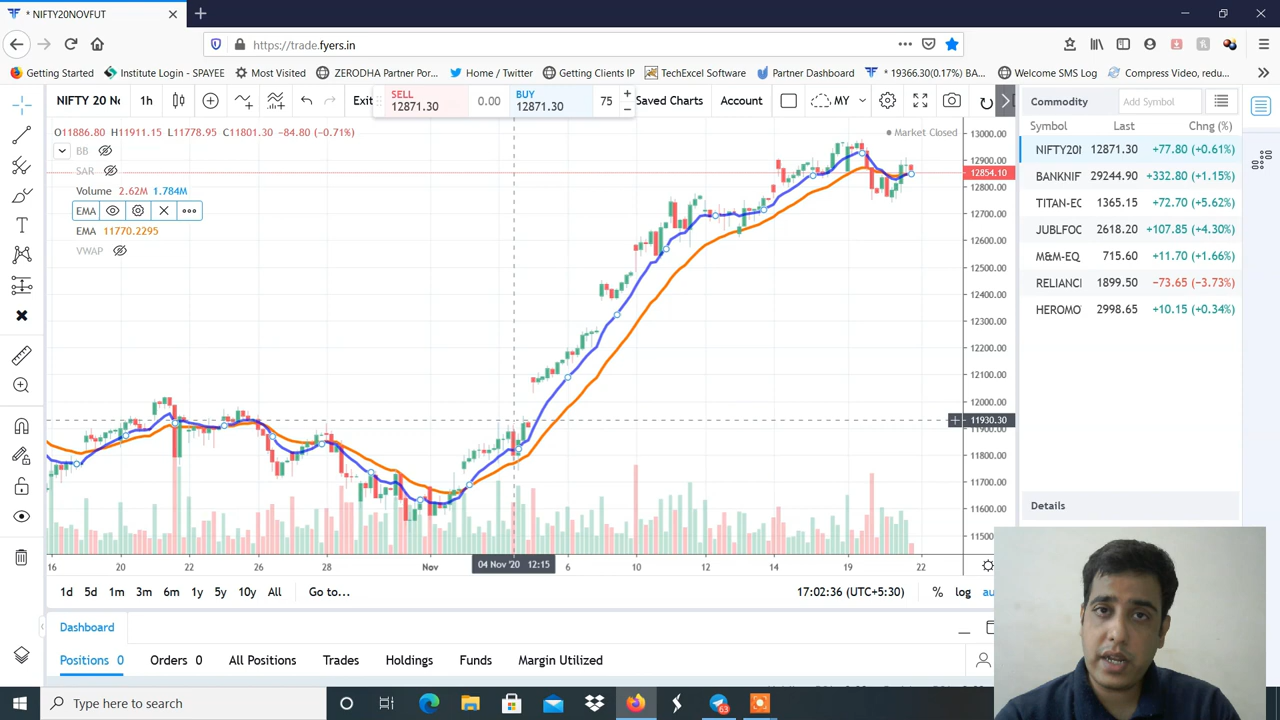 * NIFTY20NOVFUT
https://trade.fyers.in
Getting Started Institute Login - SPAYEE Most Visited ZERODHA Partner Por... Home / Twitter Getting Clients IP TechExcel Software Partner Dashboard * 19366.30(0.17%) BA... Welcome SMS Log Compress Video, redu...
NIFTY 20 No 1h Exit SELL 12871.30 0.00 BUY 12871.30 75 Saved Charts Account MY
O11886.80 H11911.15 L11778.95 C11801.30 -84.80 (-0.71%)
Market Closed
BB
SAR
Volume 2.62M 1.784M
EMA
EMA 11770.2295
VWAP
13000.00
12900.00
12854.10
12800.00
12700.00
12600.00
12500.00
12400.00
12300.00
12200.00
12100.00
12000.00
11930.30
11900.00
11800.00
11700.00
11600.00
11500
16 20 22 26 28 Nov 04 Nov '20 12:15 6 10 12 14 19 22
1d 5d 1m 3m 6m 1y 5y 10y All Go to... 17:02:36 (UTC+5:30) % log au
Dashboard
Positions 0 Orders 0 All Positions Trades Holdings Funds Margin Utilized
Commodity Add Symbol
Symbol Last Chng (%)
NIFTY20 12871.30 +77.80 (+0.61%)
BANKNIF 29244.90 +332.80 (+1.15%)
TITAN-EC 1365.15 +72.70 (+5.62%)
JUBLFOC 2618.20 +107.85 (+4.30%)
M&M-EQ 715.60 +11.70 (+1.66%)
RELIANCI 1899.50 -73.65 (-3.73%)
HEROMO 2998.65 +10.15 (+0.34%)
Details
Type here to search
63